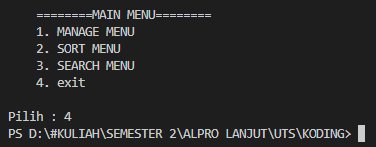 ========MAIN MENU========
1. MANAGE MENU
2. SORT MENU
3. SEARCH MENU
4. exit
Pilih : 4
PS D:\#KULIAH\SEMESTER 2\ALPRO LANJUT\UTS\KODING>